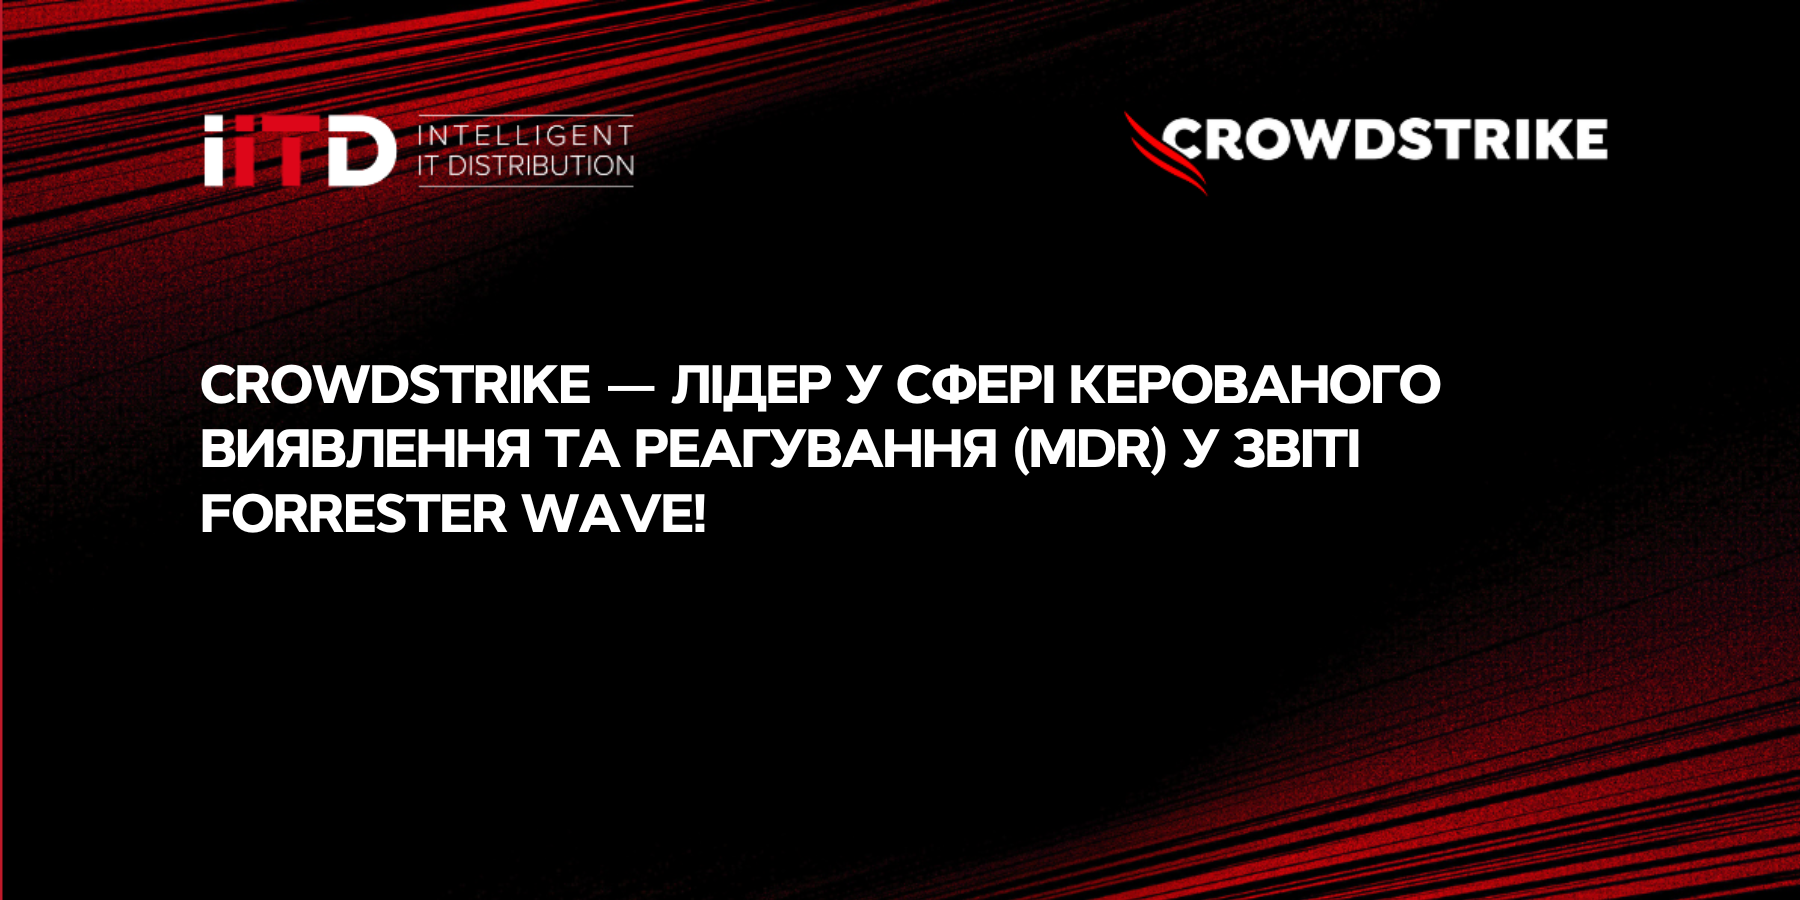 iiTD
INTELLIGENT
IT DISTRIBUTION
CROWDSTRIKE
CROWDSTRIKE — ЛІДЕР У СФЕРІ КЕРОВАНОГО
ВИЯВЛЕННЯ ТА РЕАГУВАННЯ (MDR) У ЗВІТІ
FORRESTER WAVE!